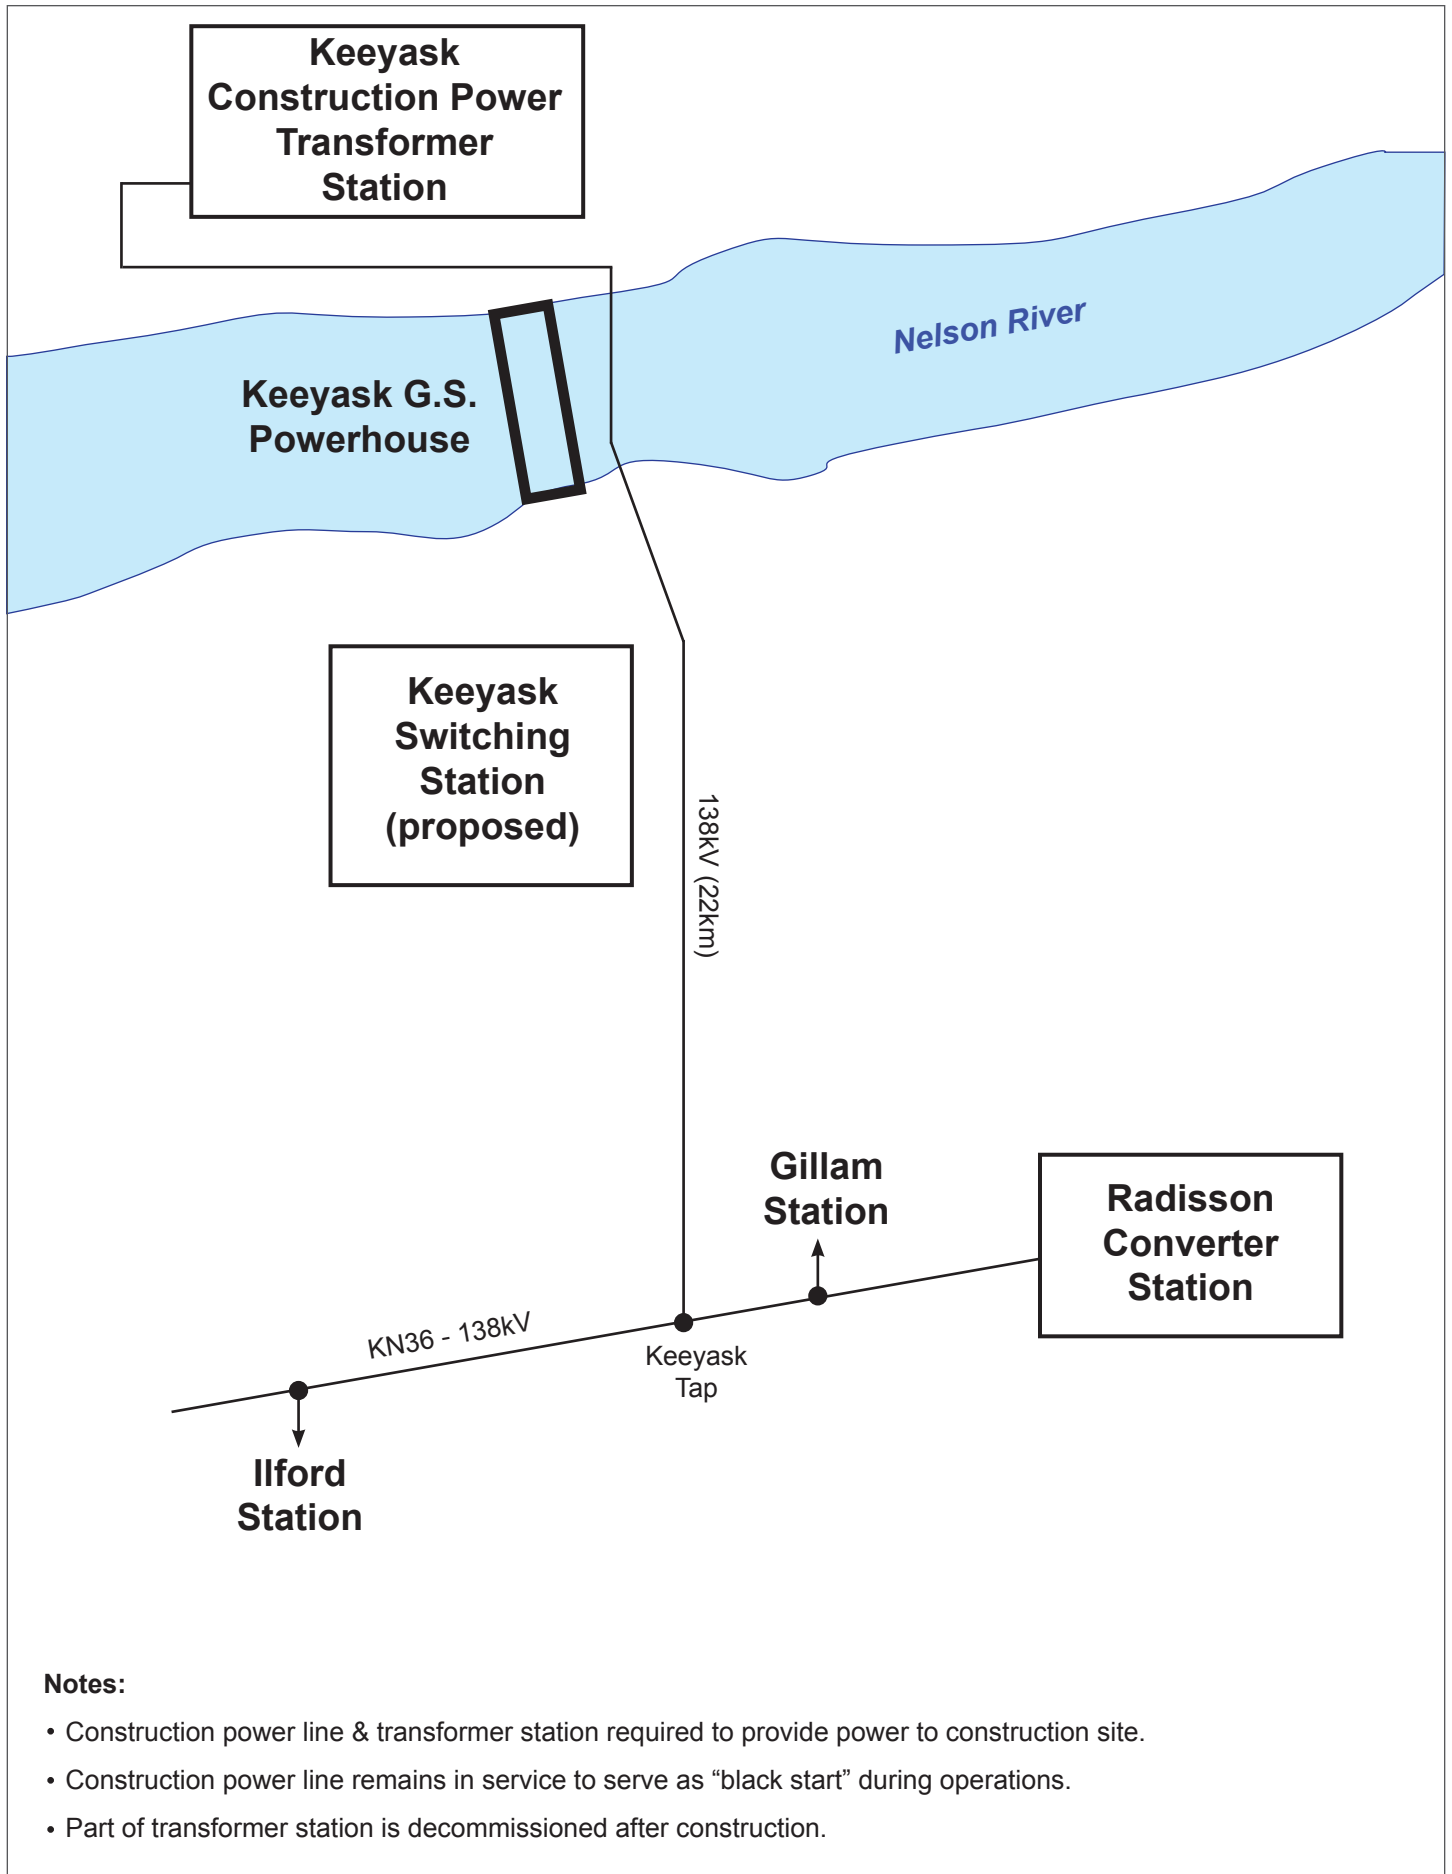 Keeyask
Construction Power
Transformer
Station
Nelson River
Keeyask G.S.
Powerhouse
Keeyask
Switching
Station
(proposed)
138kV (22km)
Gillam
Station
Radisson
Converter
Station
KN36 - 138kV
Keeyask
Tap
Ilford
Station
Notes:
• Construction power line & transformer station required to provide power to construction site.
• Construction power line remains in service to serve as “black start” during operations.
• Part of transformer station is decommissioned after construction.